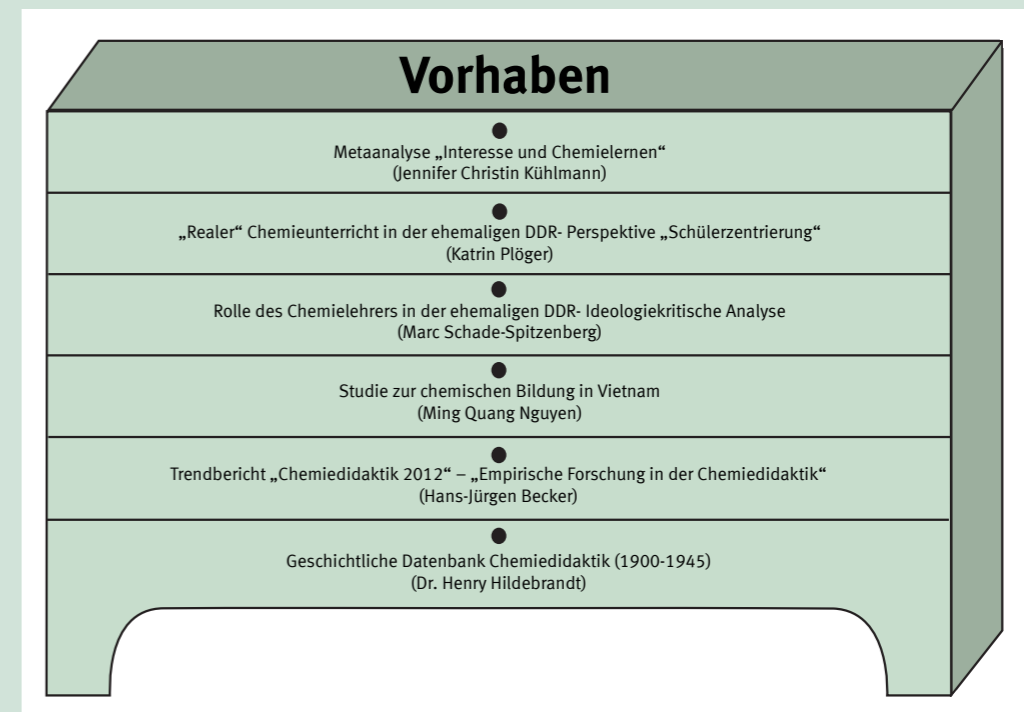 Vorhaben
Metaanalyse „Interesse und Chemielernen“
(Jennifer Christin Kühlmann)
„Realer“ Chemieunterricht in der ehemaligen DDR- Perspektive „Schülerzentrierung“
(Katrin Plöger)
Rolle des Chemielehrers in der ehemaligen DDR- Ideologiekritische Analyse
(Marc Schade-Spitzenberg)
Studie zur chemischen Bildung in Vietnam
(Ming Quang Nguyen)
Trendbericht „Chemiedidaktik 2012“ – „Empirische Forschung in der Chemiedidaktik“
(Hans-Jürgen Becker)
Geschichtliche Datenbank Chemiedidaktik (1900-1945)
(Dr. Henry Hildebrandt)